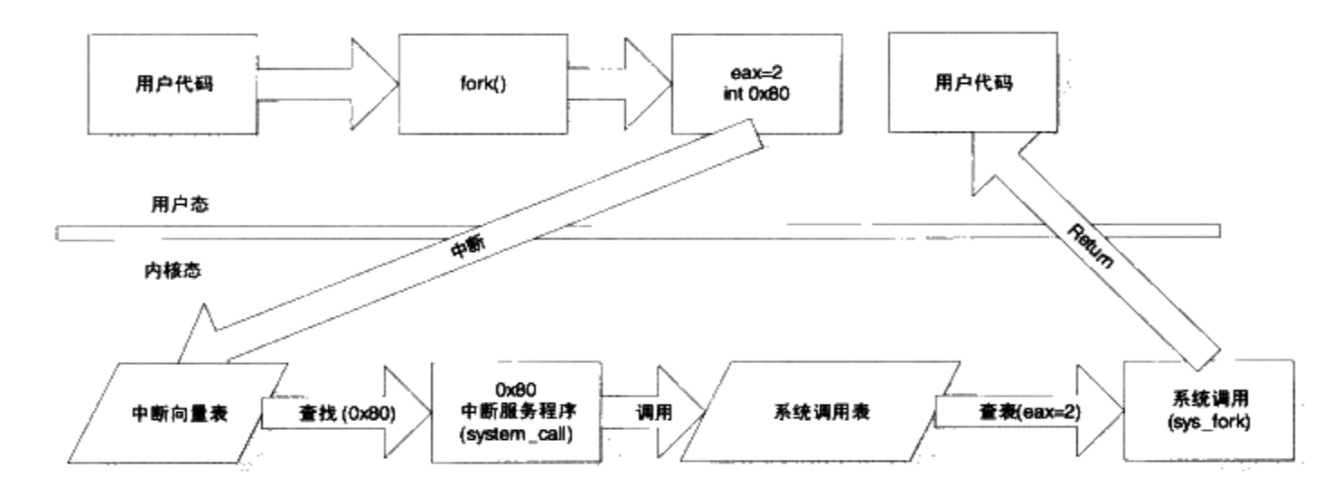 用户代码
fork()
eax=2
int 0x80
用户代码
用户态
中断
Return
内核态
中断向量表
查找 (0x80)
0x80
中断服务程序
(system_call)
调用
系统调用表
查表(eax=2)
系统调用
(sys_fork)